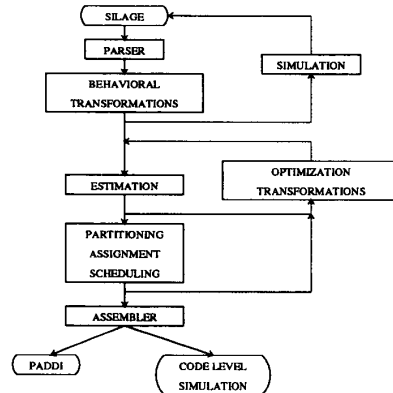 SILAGE
PARSER
SIMULATION
BEHAVIORAL
TRANSFORMATIONS
OPTIMIZATION
TRANSFORMATIONS
ESTIMATION
PARTITIONING
ASSIGNMENT
SCHEDULING
ASSEMBLER
PADDI
CODE LEVEL
SIMULATION